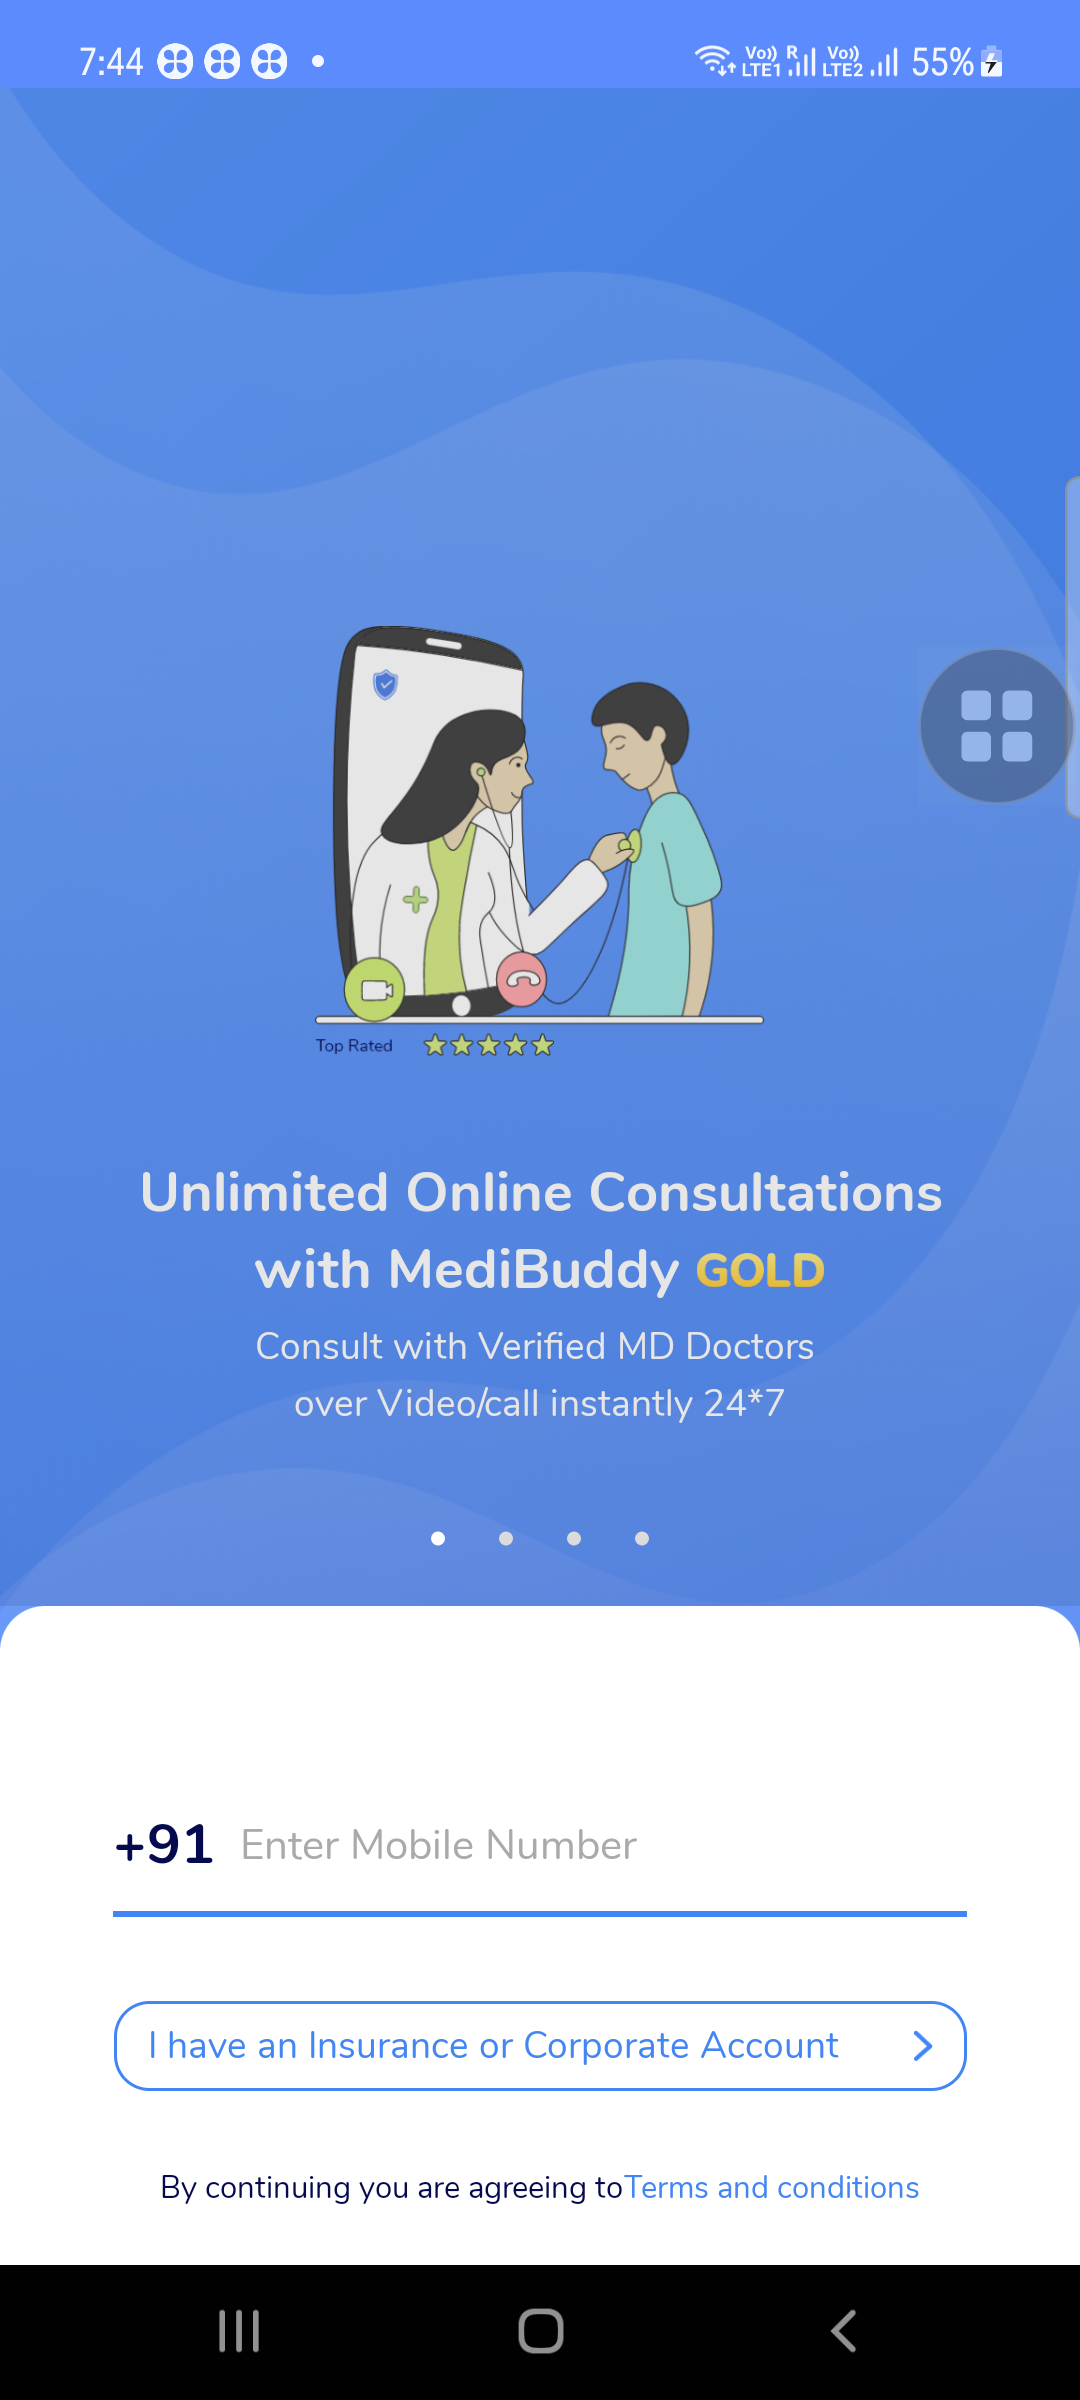 7:44
Vo)) R Vo))
LTE1 LTE2 55%
Top Rated
Unlimited Online Consultations
with MediBuddy GOLD
Consult with Verified MD Doctors
over Video/call instantly 24*7
+91 Enter Mobile Number
I have an Insurance or Corporate Account
By continuing you are agreeing toTerms and conditions